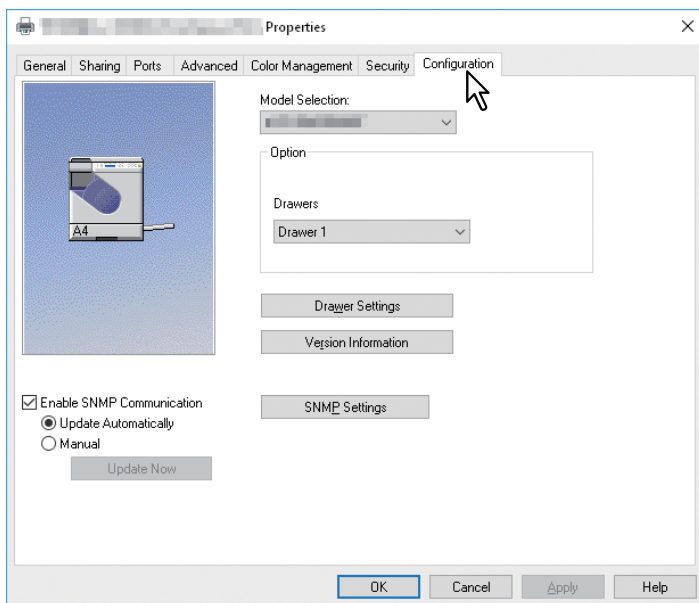 Properties
General Sharing Ports Advanced Color Management Security Configuration
Model Selection:
Option
Drawers
Drawer 1
A4
Drawer Settings
Version Information
Enable SNMP Communication
SNMP Settings
Update Automatically
Manual
Update Now
OK Cancel Apply Help